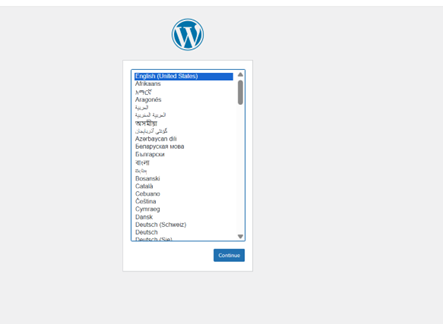 English (United States)
Afrikaans
አማርኛ
Aragonés
العربية
العربية المغربية
অসমীয়া
گؤنئی آذربایجان
Azərbaycan dili
Беларуская мова
Български
বাংলা
Bosanski
Català
Cebuano
Čeština
Cymraeg
Dansk
Deutsch (Schweiz)
Deutsch
Deutsch (Sie)
Continue